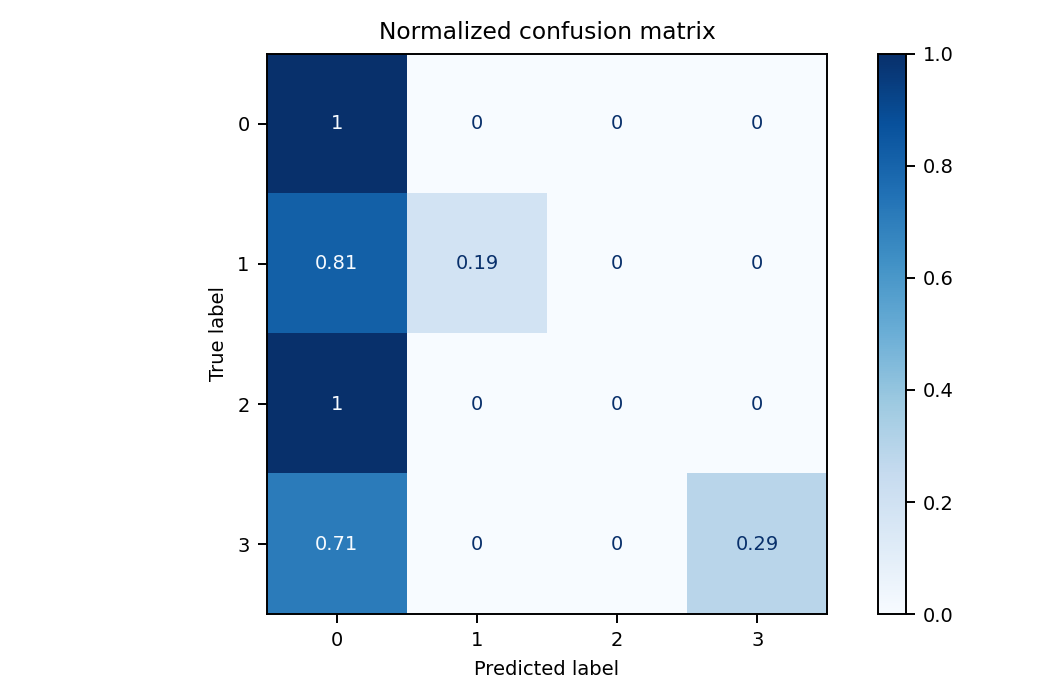 Normalized confusion matrix
True label
0
1
2
3
1 0 0 0
0.81 0.19 0 0
1 0 0 0
0.71 0 0 0.29
0 1 2 3
Predicted label
1.0
0.8
0.6
0.4
0.2
0.0